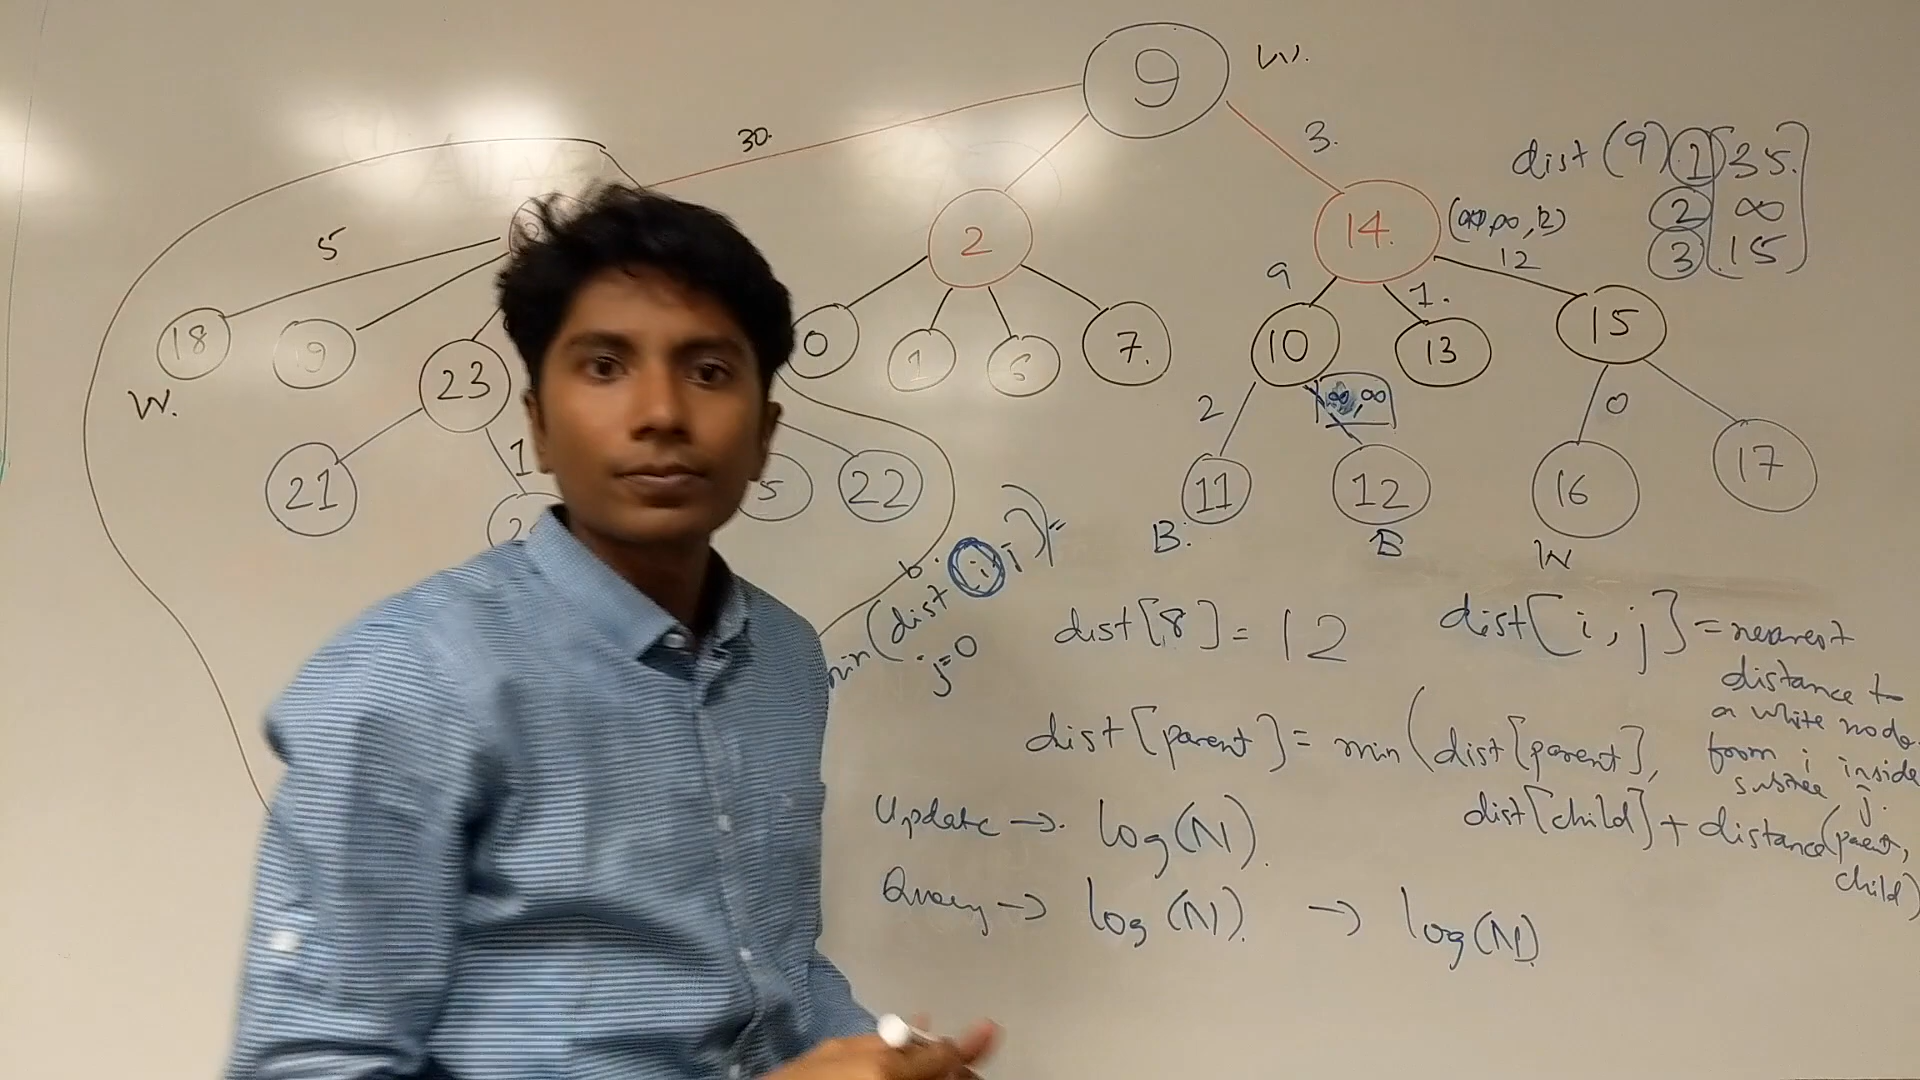 9 W.
30. 3.
dist (9) 1 35.
2 ∞
3 15
2 14. (∞,∞,12)
5 9 1. 12
18 19 23 0 1 6 7. 10 13 15
W. 2 ∞,∞ 0
21 1 5 22 11 12 16 17
B. B W
min(dist i,j)=
j=0
dist[8] = 12
dist[i,j] = nearest
distance to
a white node
from i inside
subtree j.
dist[parent] = min(dist[parent],
dist[child] + distance(parent,
child)
Update → log(N).
Query → log(N). → log(N)